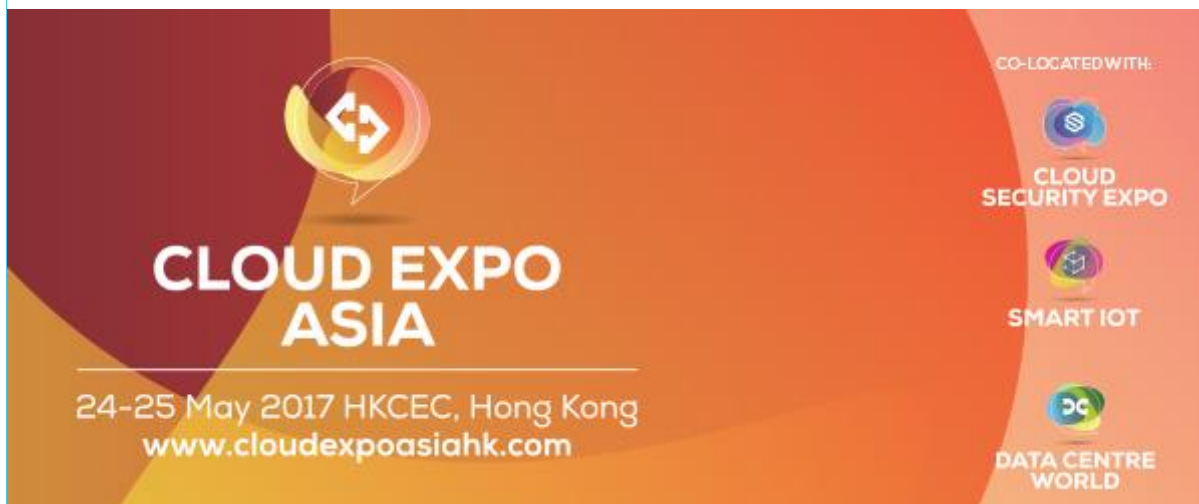 CLOUD EXPO
ASIA
24-25 May 2017 HKCEC, Hong Kong
www.cloudexpoasiahk.com
CO-LOCATED WITH:
CLOUD
SECURITY EXPO
SMART IOT
DATA CENTRE
WORLD